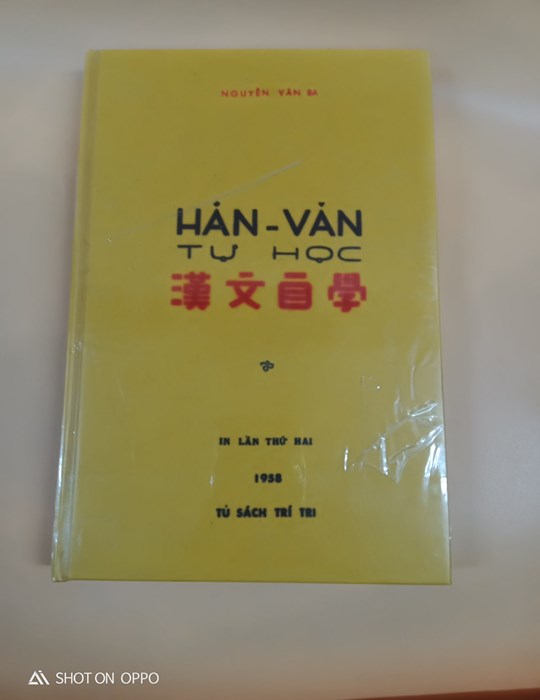 NGUYỄN VĂN BA
HÁN-VĂN
TỰ HỌC
漢文自學
IN LẦN THỨ HAI
1958
TỦ SÁCH TRÍ TRI
SHOT ON OPPO